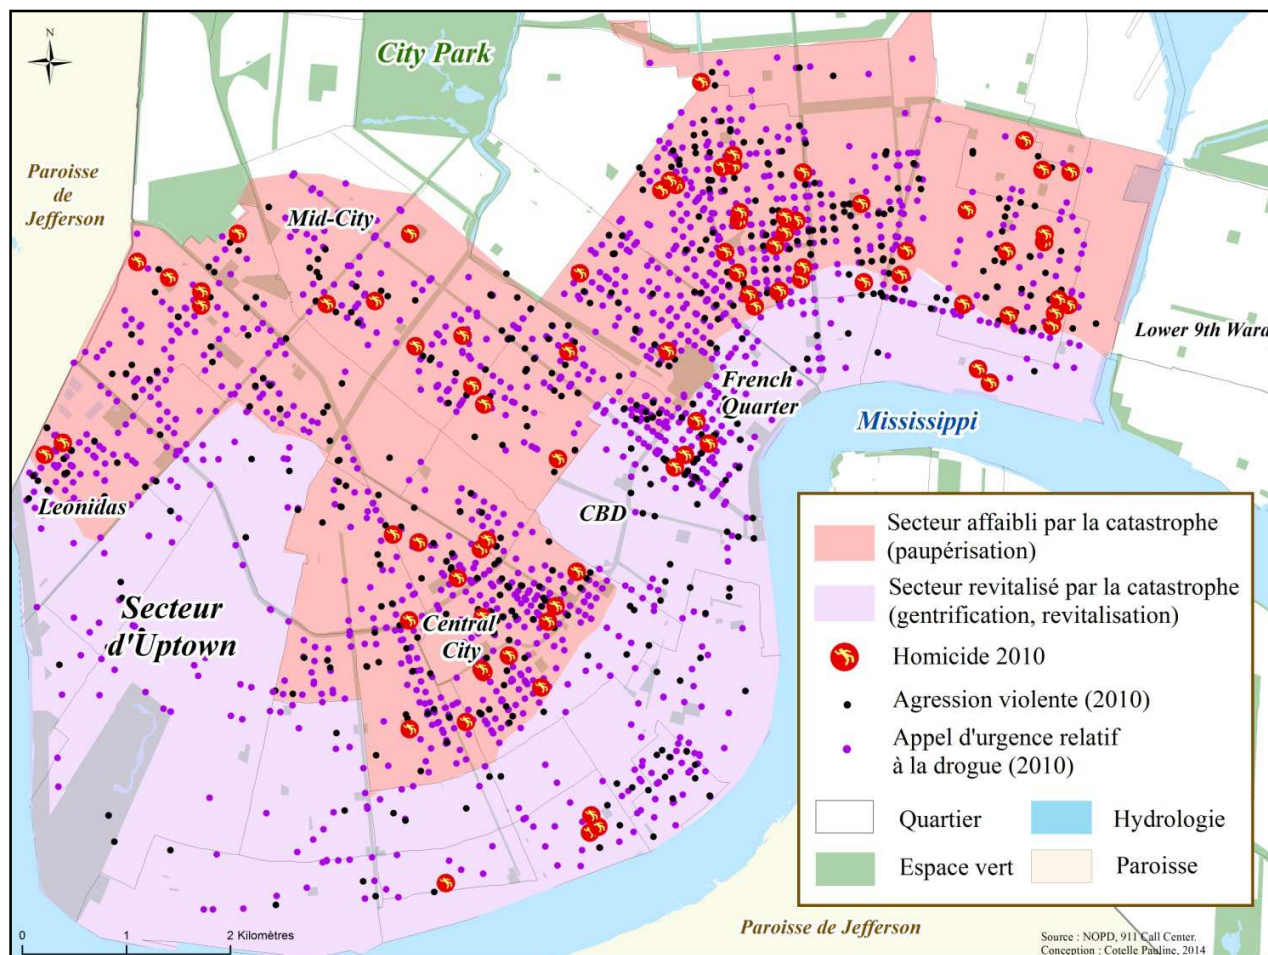 N
City Park
Paroisse
de
Jefferson
Mid-City
Lower 9th Ward
French
Quarter
Mississippi
Leonidas
CBD
Secteur
d'Uptown
Central
City
Secteur affaibli par la catastrophe
(paupérisation)
Secteur revitalisé par la catastrophe
(gentrification, revitalisation)
Homicide 2010
Agression violente (2010)
Appel d'urgence relatif
à la drogue (2010)
Quartier
Hydrologie
Espace vert
Paroisse
Paroisse de Jefferson
0 1 2 Kilomètres
Source : NOPD, 911 Call Center.
Conception : Cotelle Pauline, 2014